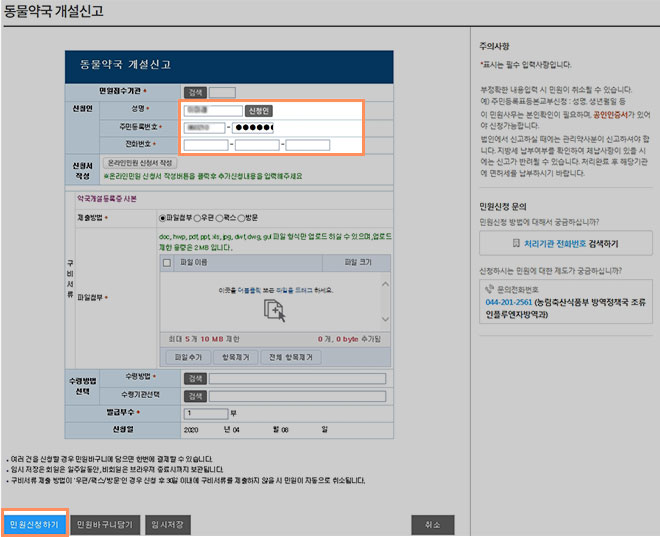 동물약국 개설신고
동물약국 개설신고
민원접수기관 * 검색
신청인
성명 * 신청인
주민등록번호 * - ●●●●●●
전화번호 * - -
신청서 작성
온라인민원 신청서 작성
※온라인민원 신청서 작성버튼을 클릭후 추가신청내용을 입력해주세요
구비서류
약국개설등록증 사본
제출방법 * 파일첨부 우편 팩스 방문
파일첨부 *
doc, hwp, pdf, ppt, xls, jpg, dwf, dwg, gul 파일 형식만 업로드 하실 수 있으며, 업로드
제한 용량은 2 MB 입니다.
파일 이름 파일 크기
이곳을 더블클릭 또는 파일을 드래그 하세요.
최대 5 개 10 MB 제한 0 개, 0 byte 추가됨
파일추가 항목제거 전체 항목제거
수령방법 선택
수령방법 * 검색
수령기관선택 검색
발급부수 * 1 부
신청일 2020 년 04 월 08 일
• 여러 건을 신청할 경우 민원바구니에 담으면 한번에 결제할 수 있습니다.
• 임시 저장은 회원은 일주일동안, 비회원은 브라우져 종료시까지 보관됩니다.
• 구비서류 제출 방법이 '우편/팩스/방문'인 경우 신청 후 30일 이내에 구비서류를 제출하지 않을 시 민원이 자동으로 취소됩니다.
민원신청하기 민원바구니담기 임시저장 취소
주의사항
*표시는 필수 입력사항입니다.
부정확한 내용입력 시 민원이 취소될 수 있습니다.
예) 주민등록표등본교부신청 : 성명, 생년월일 등
이 민원사무는 본인확인이 필요하며, 공인인증서가 있어
야 신청가능합니다.
법인에서 신고하실 때에는 관리약사분이 신고하셔야 합
니다. 지방세 납부여부를 확인하여 체납사항이 있을 시
에는 신고가 반려될 수 있습니다. 처리완료 후 해당기관
에 면허세를 납부하시기 바랍니다.
민원신청 문의
민원신청 방법에 대해서 궁금하십니까?
처리기관 전화번호 검색하기
신청하시는 민원에 대한 제도가 궁금하십니까?
문의전화번호
044-201-2561 (농림축산식품부 방역정책국 조류
인플루엔자방역과)